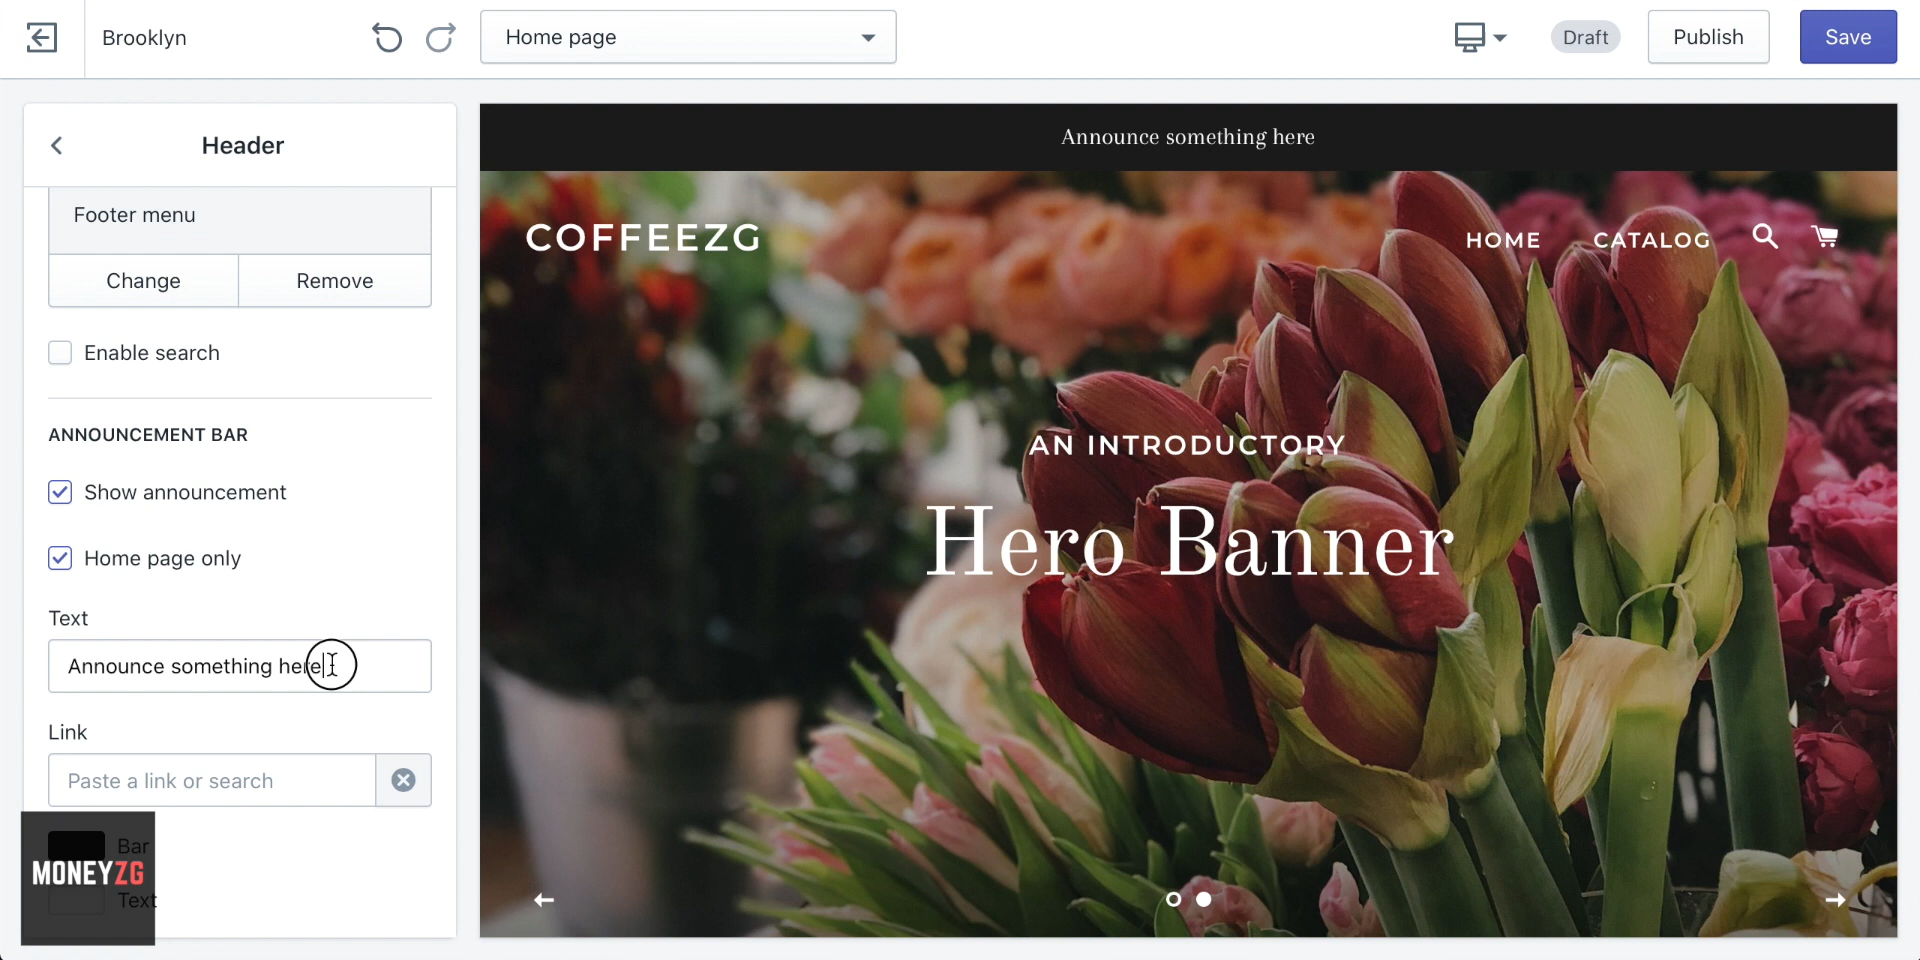 Brooklyn
Home page
Draft
Publish
Save
Header
Footer menu
Change
Remove
Enable search
ANNOUNCEMENT BAR
Show announcement
Home page only
Text
Announce something here
Link
Paste a link or search
Bar
MONEYZG
Text
Announce something here
COFFEEZG
HOME
CATALOG
AN INTRODUCTORY
Hero Banner